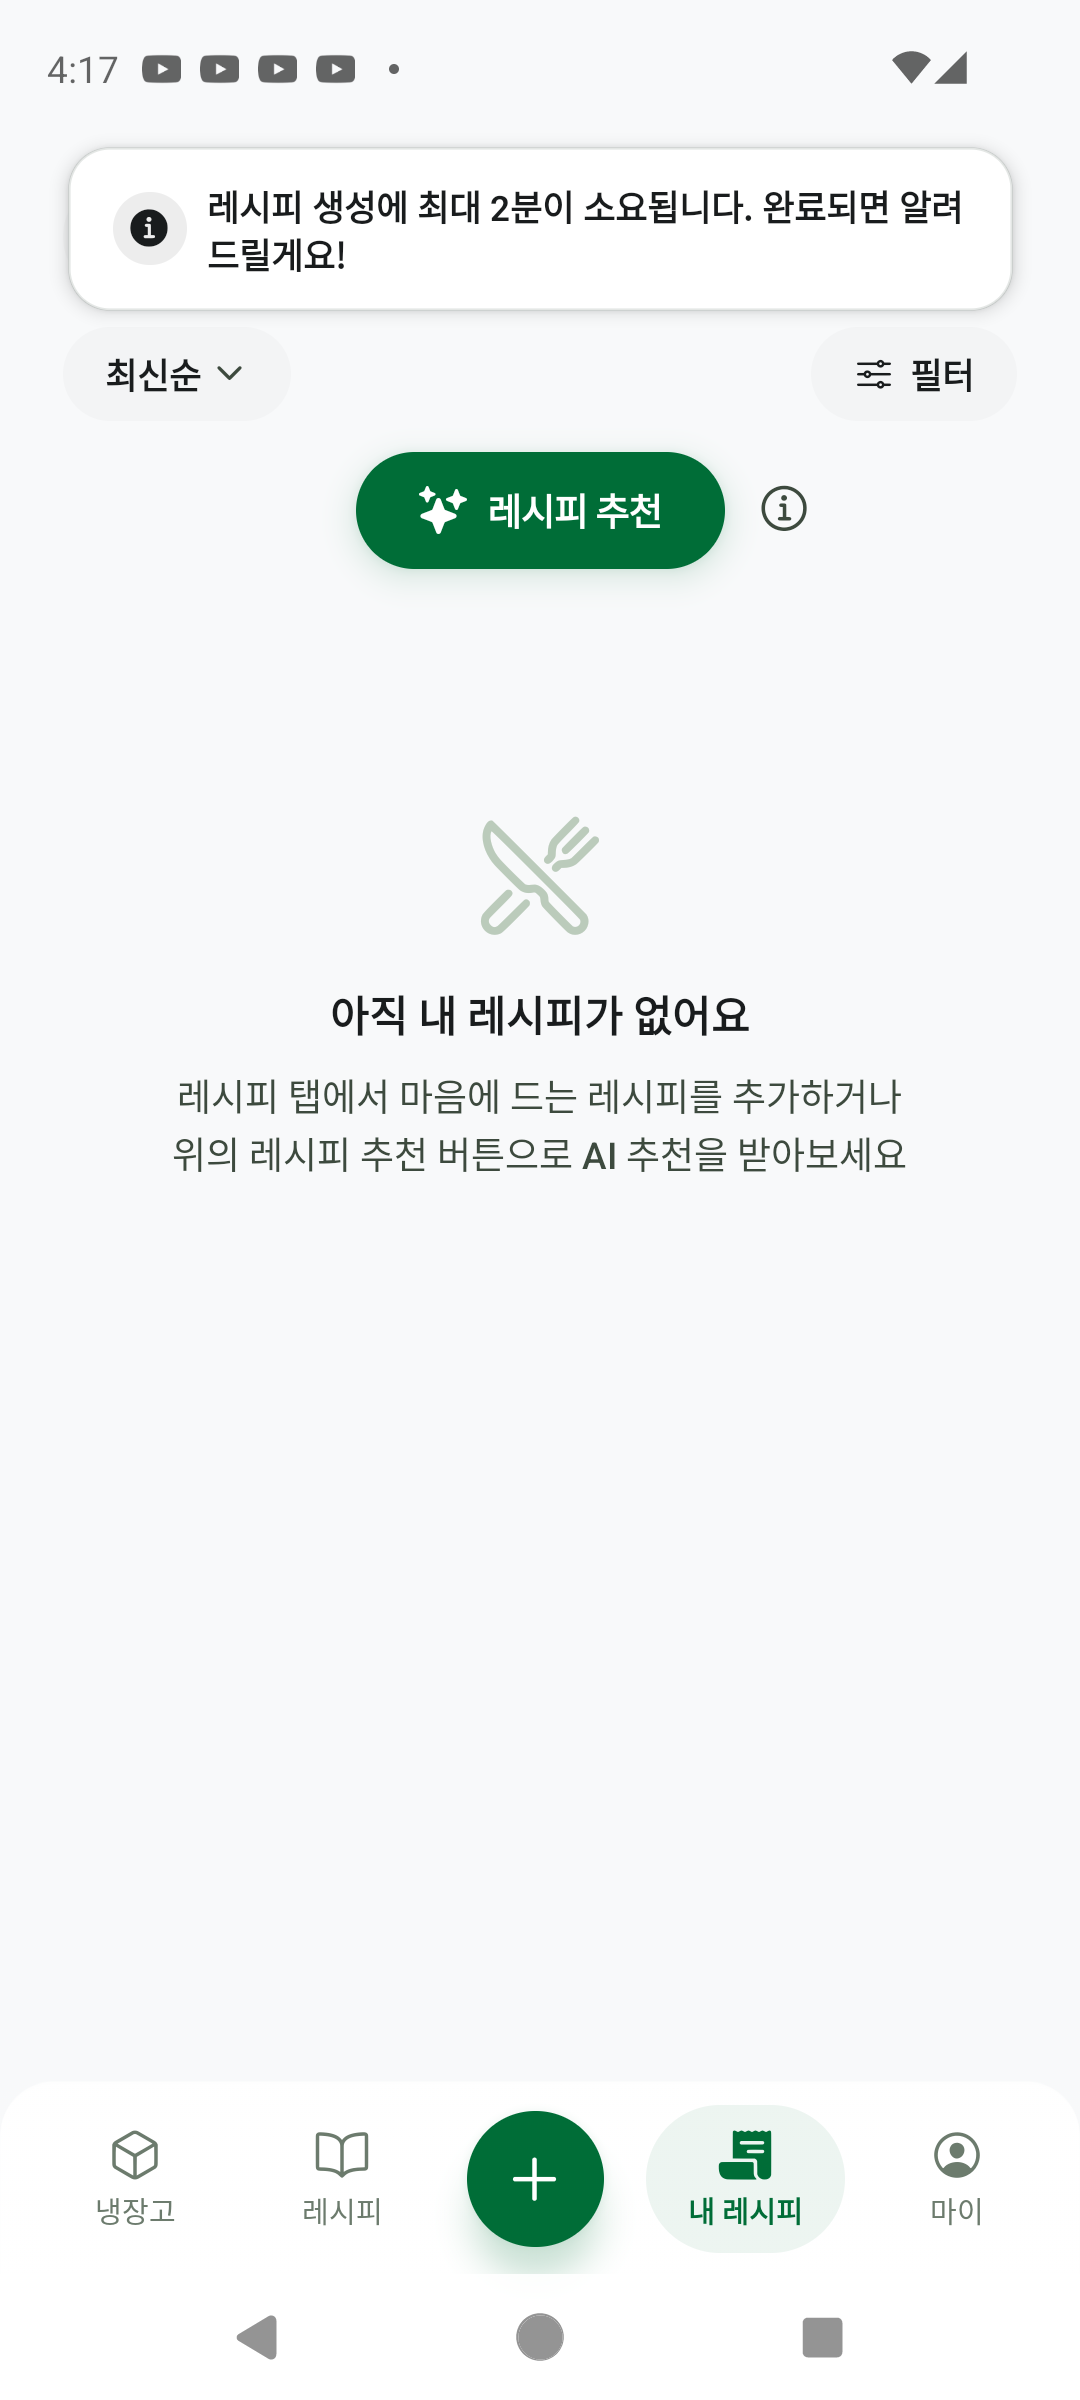 4:17
레시피 생성에 최대 2분이 소요됩니다. 완료되면 알려
드릴게요!
최신순
필터
레시피 추천
아직 내 레시피가 없어요
레시피 탭에서 마음에 드는 레시피를 추가하거나
위의 레시피 추천 버튼으로 AI 추천을 받아보세요
냉장고
레시피
내 레시피
마이